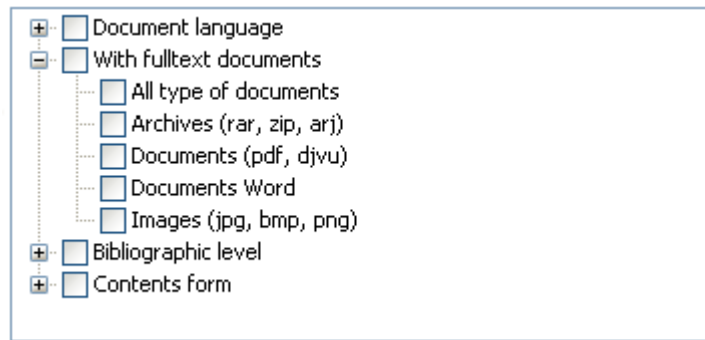 Document language
With fulltext documents
All type of documents
Archives (rar, zip, arj)
Documents (pdf, djvu)
Documents Word
Images (jpg, bmp, png)
Bibliographic level
Contents form